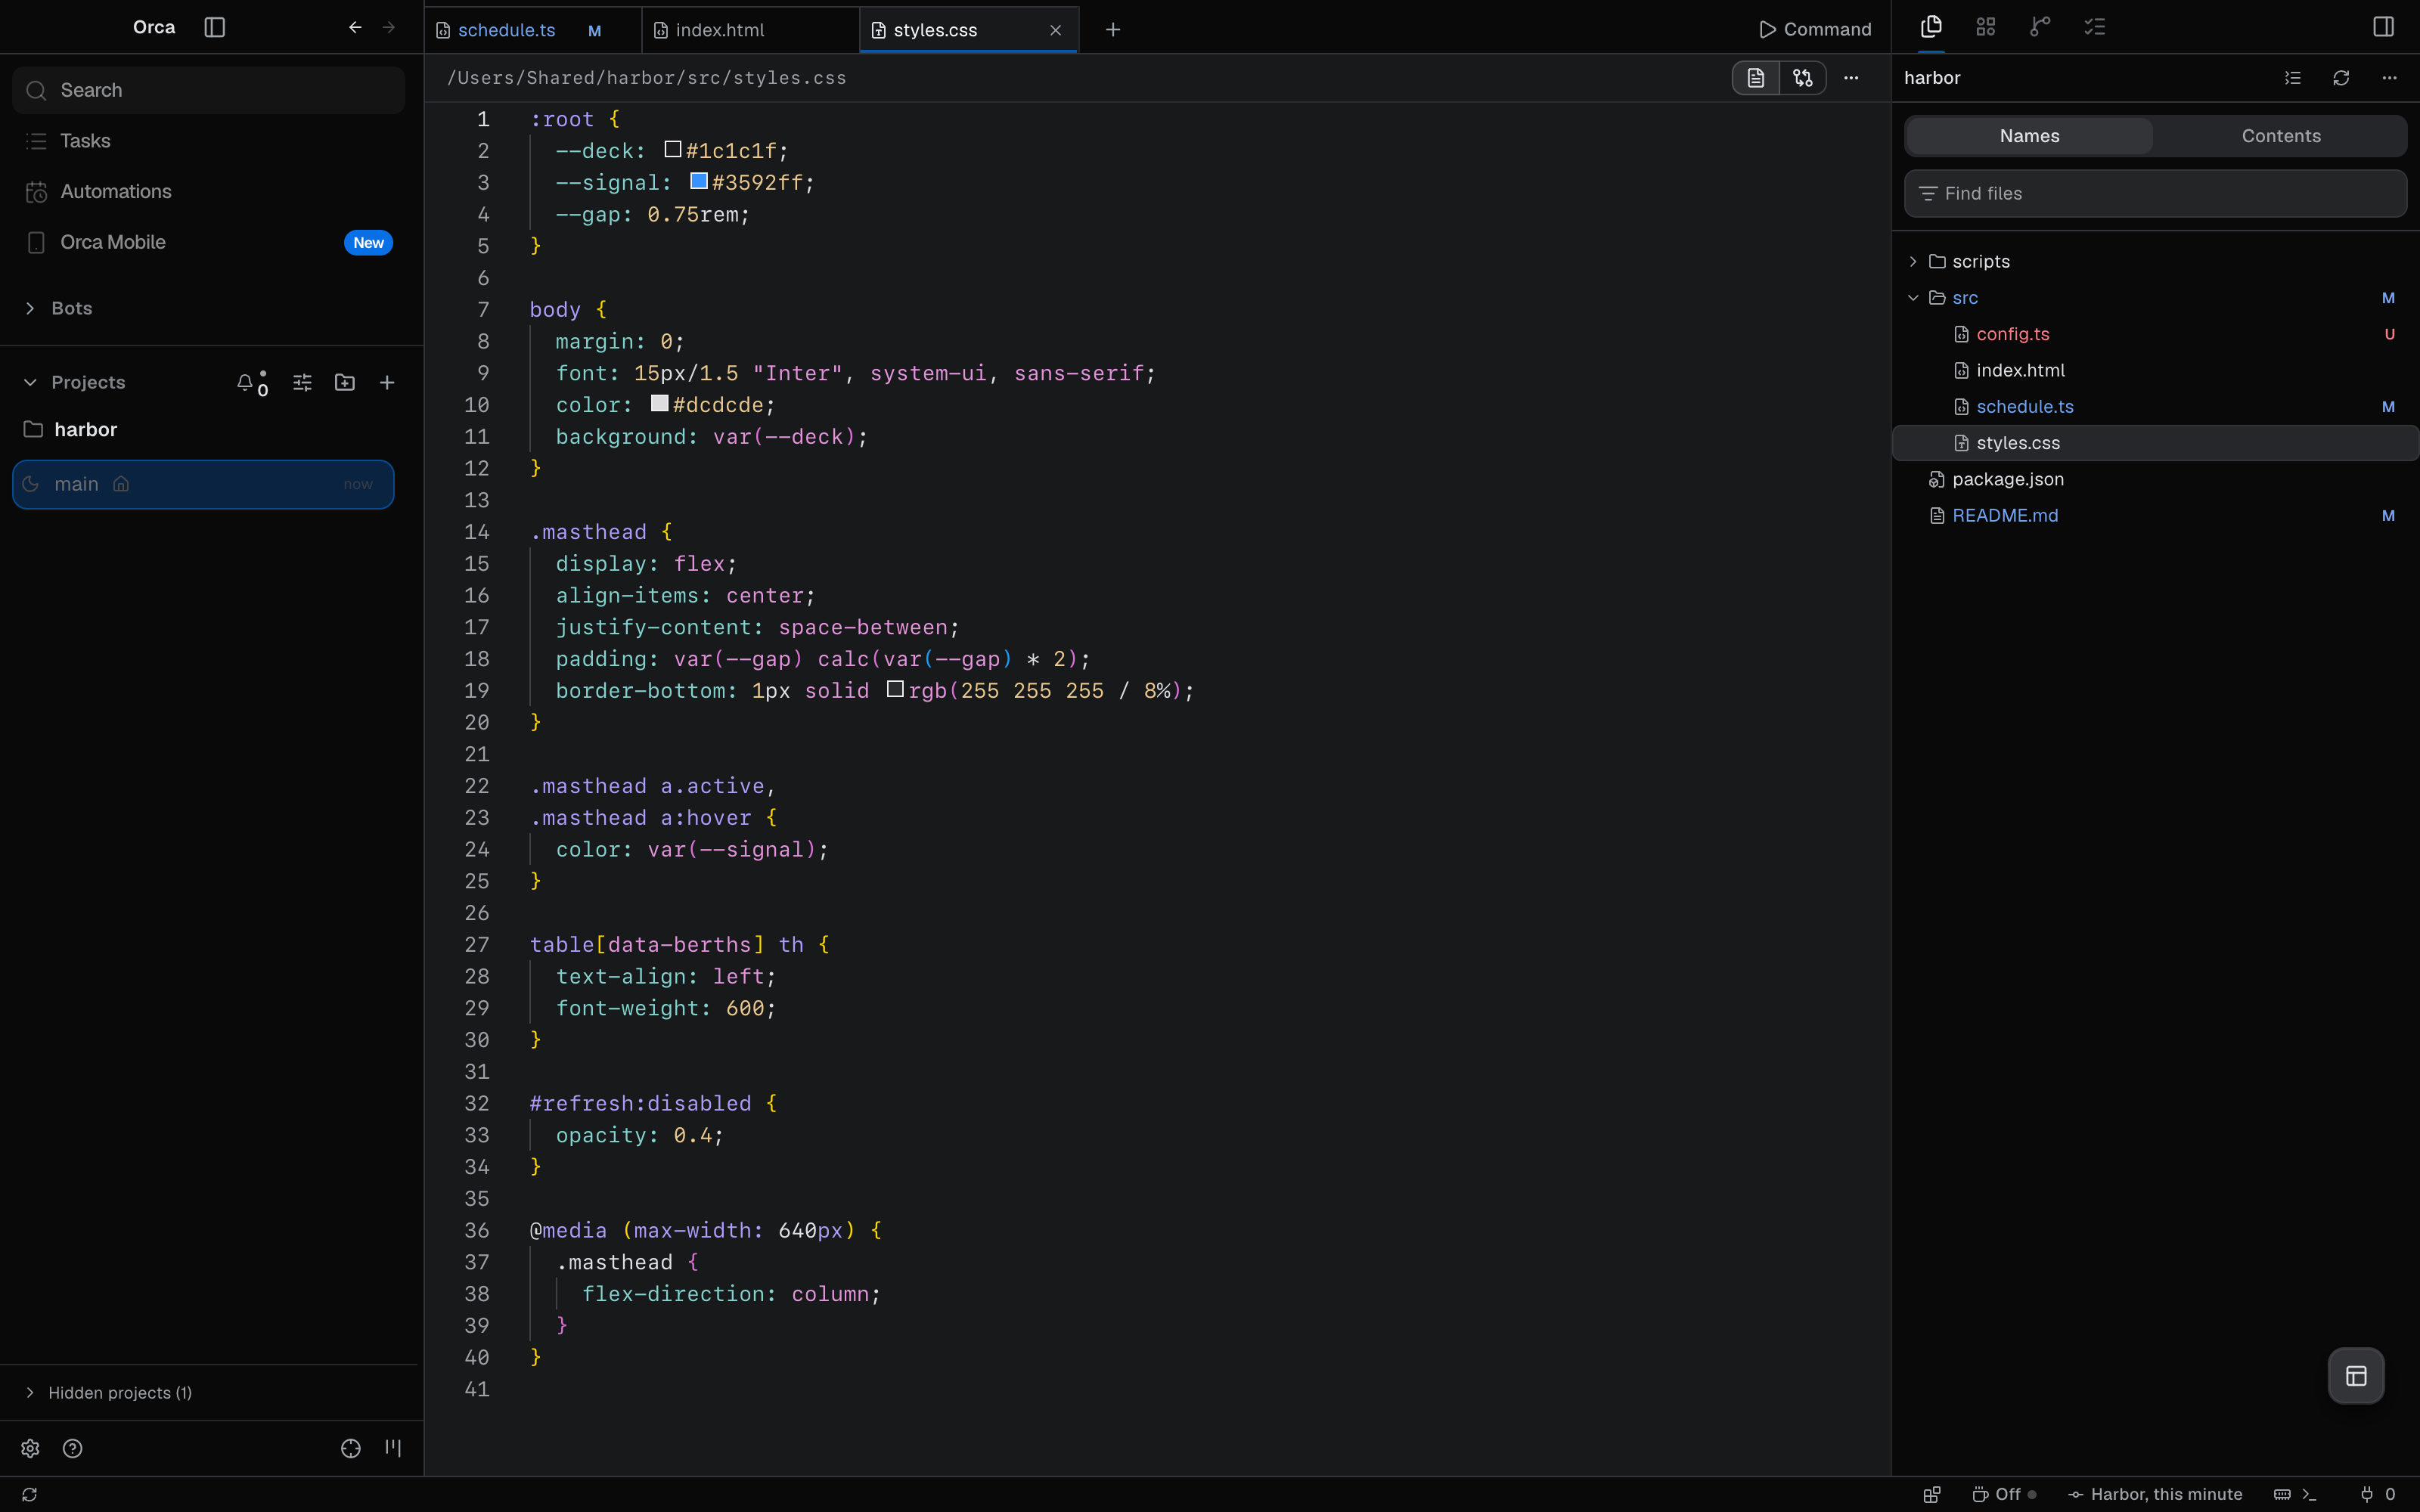 Orca
Search
Tasks
Automations
Orca Mobile New
Bots
Projects 0
harbor
main now
Hidden projects (1)
schedule.ts M
index.html
styles.css
Command
/Users/Shared/harbor/src/styles.css
1 :root {
2 --deck: #1c1c1f;
3 --signal: #3592ff;
4 --gap: 0.75rem;
5 }
6
7 body {
8 margin: 0;
9 font: 15px/1.5 "Inter", system-ui, sans-serif;
10 color: #dcdcde;
11 background: var(--deck);
12 }
13
14 .masthead {
15 display: flex;
16 align-items: center;
17 justify-content: space-between;
18 padding: var(--gap) calc(var(--gap) * 2);
19 border-bottom: 1px solid rgb(255 255 255 / 8%);
20 }
21
22 .masthead a.active,
23 .masthead a:hover {
24 color: var(--signal);
25 }
26
27 table[data-berths] th {
28 text-align: left;
29 font-weight: 600;
30 }
31
32 #refresh:disabled {
33 opacity: 0.4;
34 }
35
36 @media (max-width: 640px) {
37 .masthead {
38 flex-direction: column;
39 }
40 }
41
harbor
Names Contents
Find files
scripts
src M
config.ts U
index.html
schedule.ts M
styles.css
package.json
README.md M
Off Harbor, this minute 0